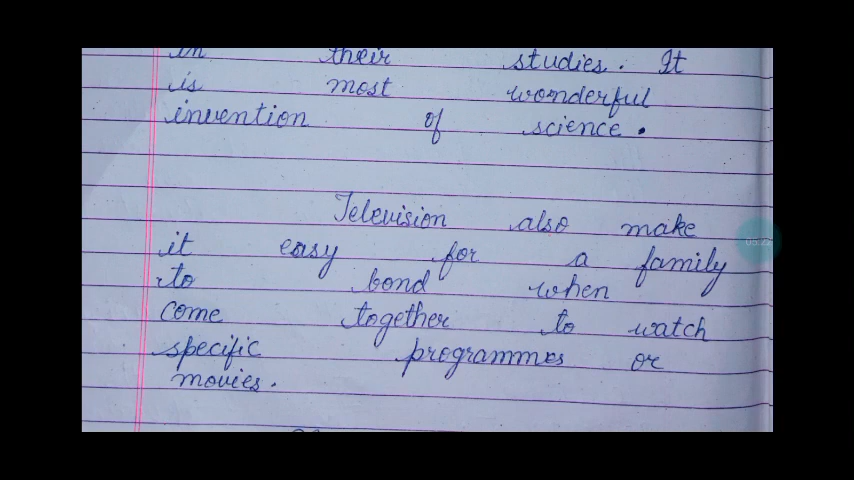 in their studies. It
is most wonderful
invention of science.
Television also make
it easy for a family
to bond when
come together to watch
specific programmes or
movies.